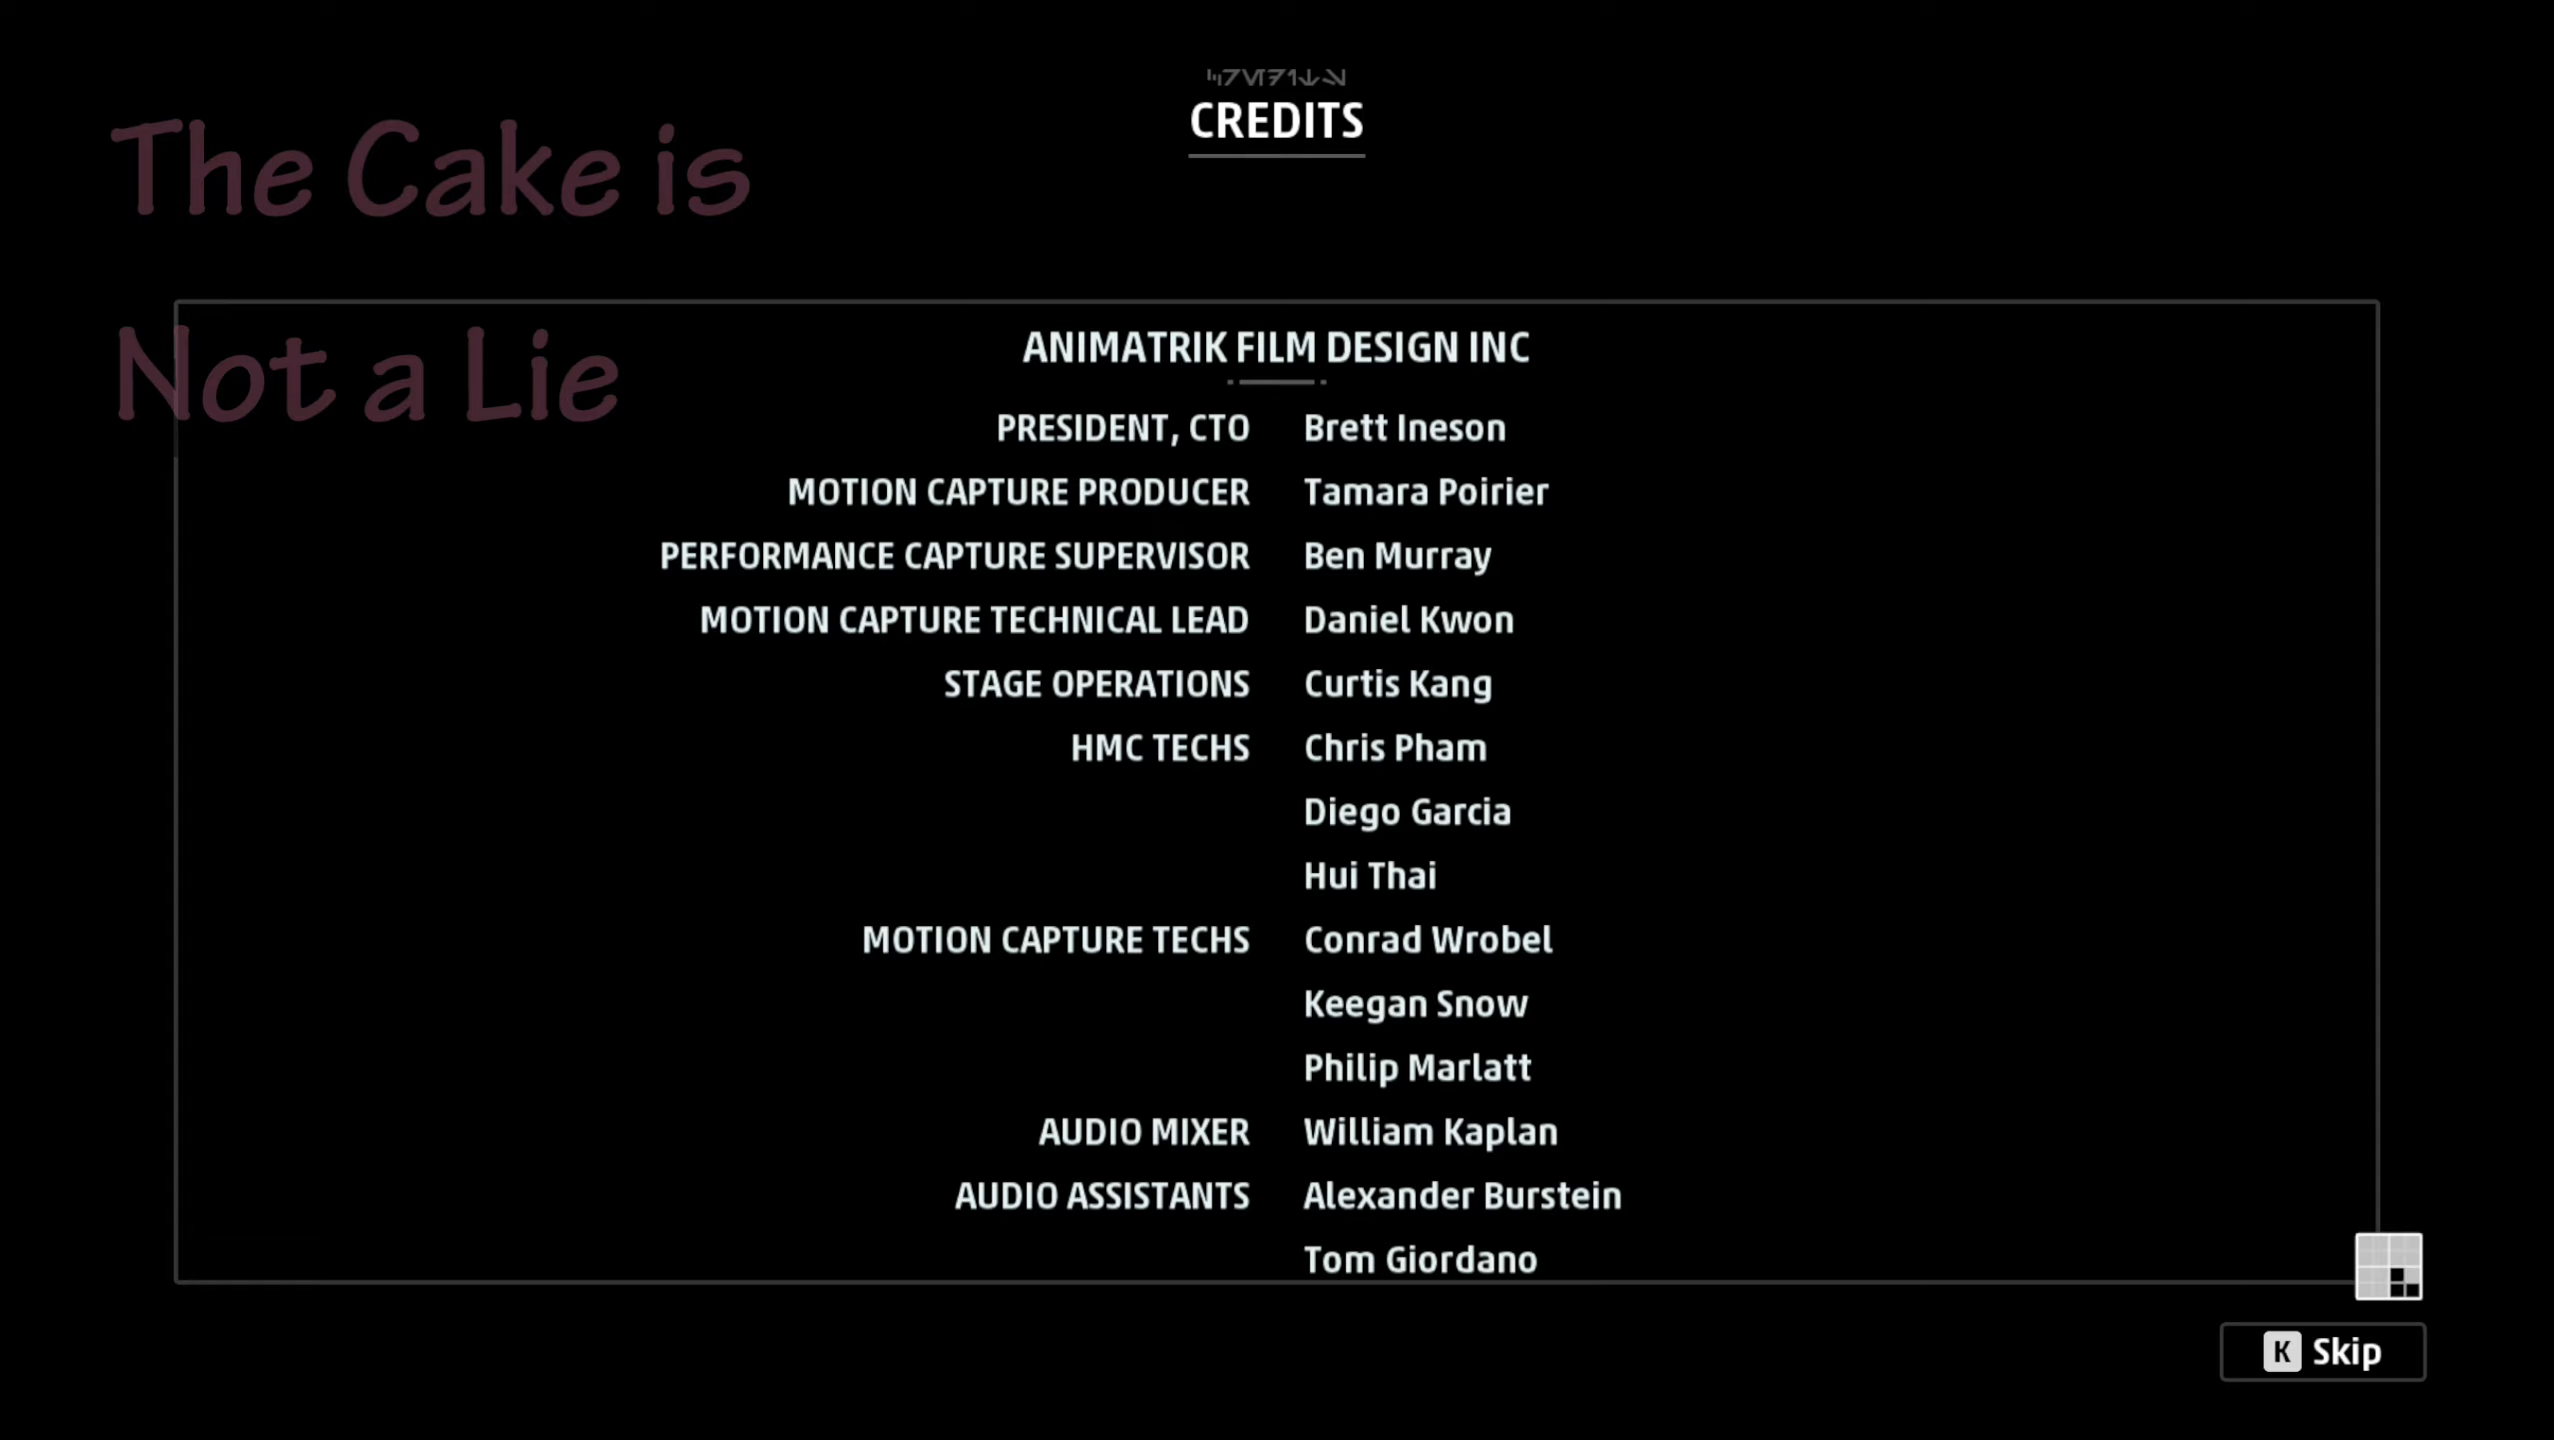 CREDITS
The Cake is
Not a Lie
ANIMATRIK FILM DESIGN INC
PRESIDENT, CTO Brett Ineson
MOTION CAPTURE PRODUCER Tamara Poirier
PERFORMANCE CAPTURE SUPERVISOR Ben Murray
MOTION CAPTURE TECHNICAL LEAD Daniel Kwon
STAGE OPERATIONS Curtis Kang
HMC TECHS Chris Pham
Diego Garcia
Hui Thai
MOTION CAPTURE TECHS Conrad Wrobel
Keegan Snow
Philip Marlatt
AUDIO MIXER William Kaplan
AUDIO ASSISTANTS Alexander Burstein
Tom Giordano
K Skip